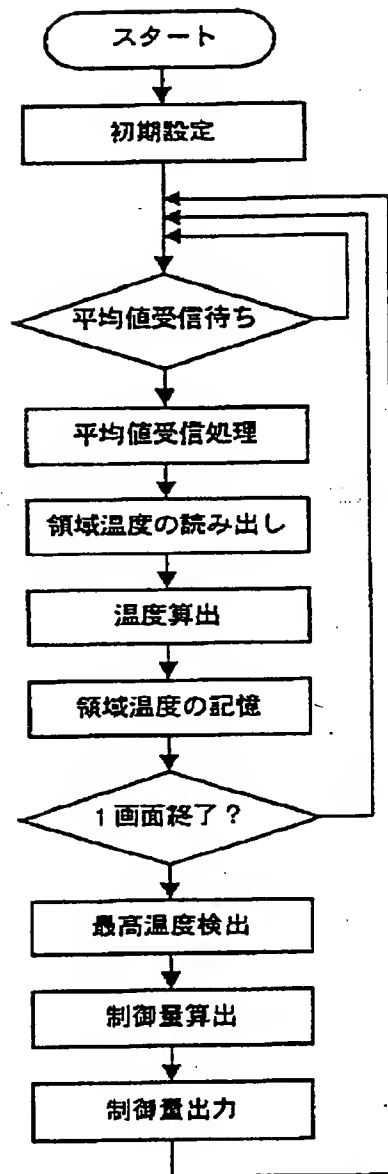 スタート
初期設定
平均値受信待ち
平均値受信処理
領域温度の読み出し
温度算出
領域温度の記憶
1画面終了?
最高温度検出
制御量算出
制御量出力